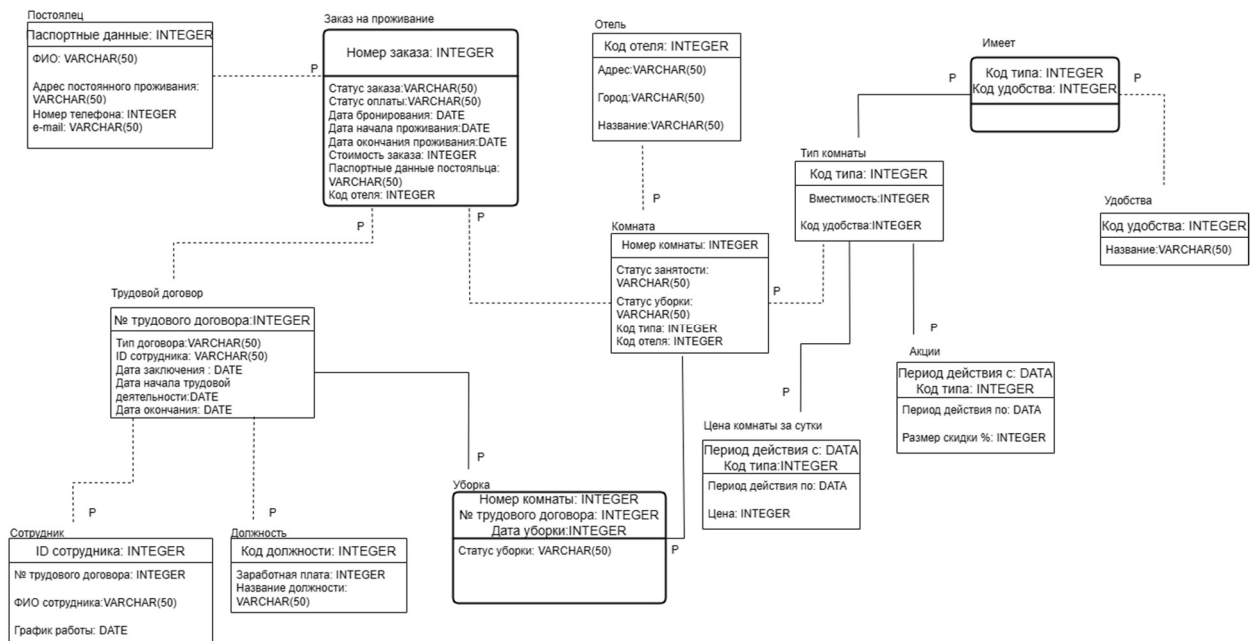 Постоялец
Паспортные данные: INTEGER
ФИО: VARCHAR(50)
Адрес постоянного проживания:
VARCHAR(50)
Номер телефона: INTEGER
e-mail: VARCHAR(50)
P
Заказ на проживание
Номер заказа: INTEGER
Статус заказа:VARCHAR(50)
Статус оплаты:VARCHAR(50)
Дата бронирования: DATE
Дата начала проживания:DATE
Дата окончания проживания:DATE
Стоимость заказа: INTEGER
Паспортные данные постояльца:
VARCHAR(50)
Код отеля: INTEGER
P
P
Отель
Код отеля: INTEGER
Адрес:VARCHAR(50)
Город:VARCHAR(50)
Название:VARCHAR(50)
P
Имеет
P
Код типа: INTEGER
Код удобства: INTEGER
P
Тип комнаты
Код типа: INTEGER
Вместимость:INTEGER
Код удобства:INTEGER
Удобства
Код удобства: INTEGER
Название:VARCHAR(50)
Комната
Номер комнаты: INTEGER
Статус занятости:
VARCHAR(50)
Статус уборки:
VARCHAR(50)
Код типа: INTEGER
Код отеля: INTEGER
P
Трудовой договор
№ трудового договора:INTEGER
Тип договора:VARCHAR(50)
ID сотрудника: VARCHAR(50)
Дата заключения : DATE
Дата начала трудовой
деятельности:DATE
Дата окончания: DATE
P
Акции
Период действия с: DATA
Код типа: INTEGER
Период действия по: DATA
Размер скидки %: INTEGER
P
Цена комнаты за сутки
Период действия с: DATA
Код типа:INTEGER
Период действия по: DATA
Цена: INTEGER
P
Уборка
Номер комнаты: INTEGER
№ трудового договора: INTEGER
Дата уборки:INTEGER
Статус уборки: VARCHAR(50)
P
P
Сотрудник
ID сотрудника: INTEGER
№ трудового договора: INTEGER
ФИО сотрудника:VARCHAR(50)
График работы: DATE
P
Должность
Код должности: INTEGER
Заработная плата: INTEGER
Название должности:
VARCHAR(50)